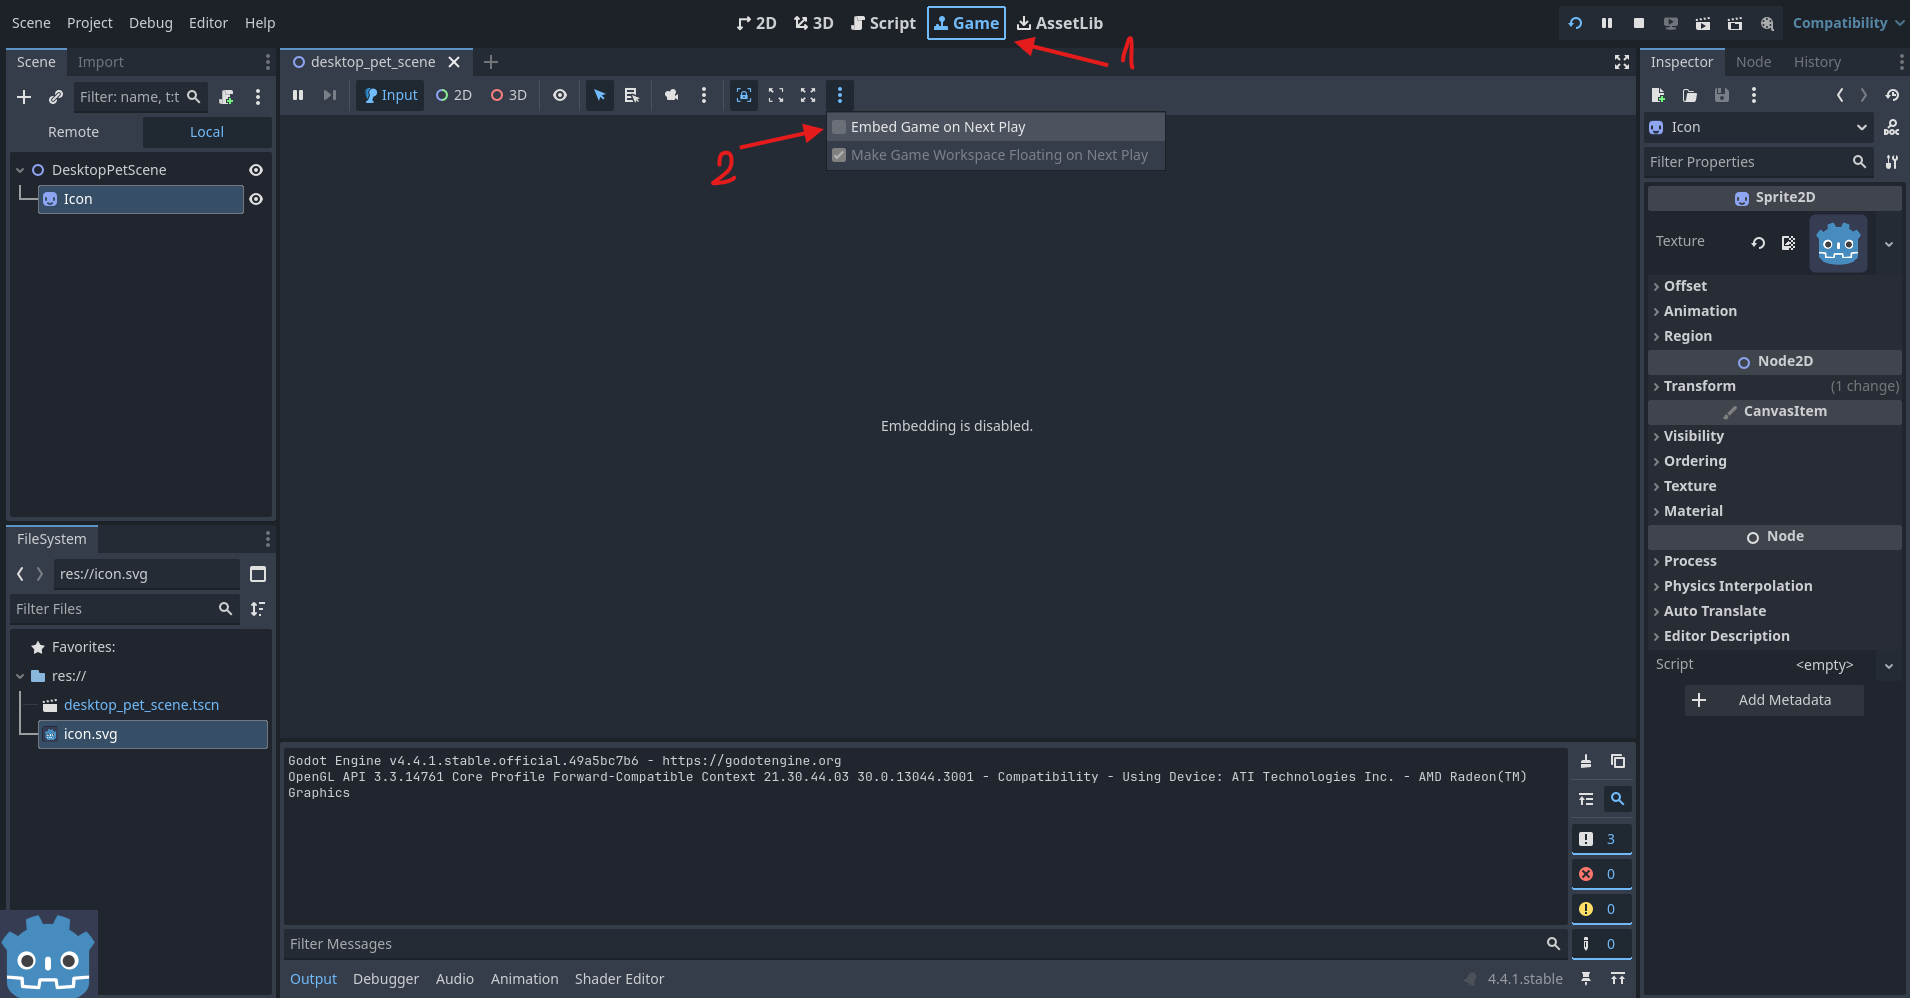 Scene Project Debug Editor Help
2D 3D Script Game AssetLib
Compatibility
1
Scene Import
desktop_pet_scene
Inspector Node History
Filter: name, t:t
Input 2D 3D
Remote Local
Embed Game on Next Play
Make Game Workspace Floating on Next Play
2
Icon
Filter Properties
DesktopPetScene
Icon
Sprite2D
Texture
Offset
Animation
Region
Node2D
Transform (1 change)
CanvasItem
Visibility
Ordering
Texture
Material
Node
Process
Physics Interpolation
Auto Translate
Editor Description
Script <empty>
Add Metadata
Embedding is disabled.
FileSystem
res://icon.svg
Filter Files
Favorites:
res://
desktop_pet_scene.tscn
icon.svg
Godot Engine v4.4.1.stable.official.49a5bc7b6 - https://godotengine.org
OpenGL API 3.3.14761 Core Profile Forward-Compatible Context 21.30.44.03 30.0.13044.3001 - Compatibility - Using Device: ATI Technologies Inc. - AMD Radeon(TM)
Graphics
3
0
0
0
Filter Messages
Output Debugger Audio Animation Shader Editor
4.4.1.stable